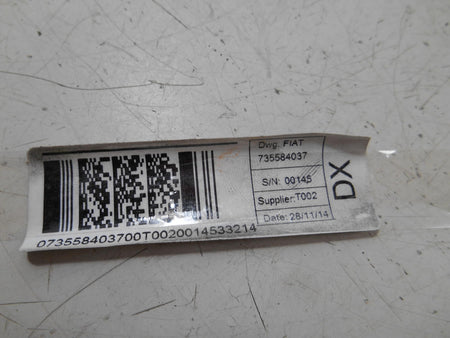 Dwg. FIAT
735584037
S/N: 00145
Supplier:T002
Date: 28/11/14
DX
073558403700T0020014533214